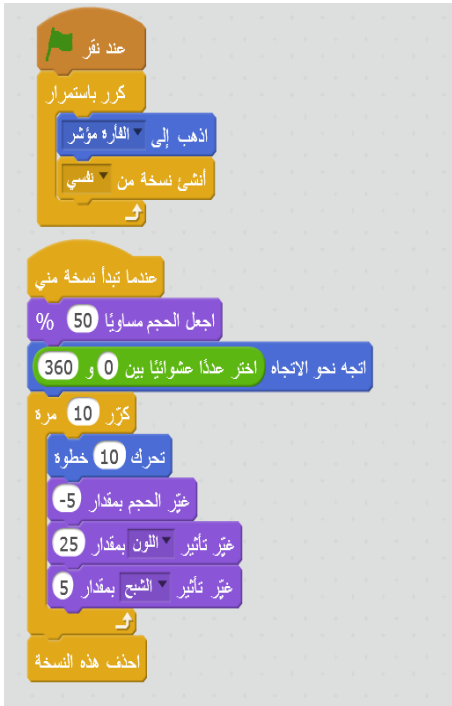 عند نقر
كرر باستمرار
اذهب إلى الفأرة مؤشر
أنشئ نسخة من نفسي
عندما تبدأ نسخة مني
اجعل الحجم مساويًا 50 %
اتجه نحو الاتجاه اختر عددًا عشوائيًا بين 0 و 360
كرّر 10 مرة
تحرك 10 خطوة
غيّر الحجم بمقدار 5-
غيّر تأثير اللون بمقدار 25
غيّر تأثير الشبح بمقدار 5
احذف هذه النسخة